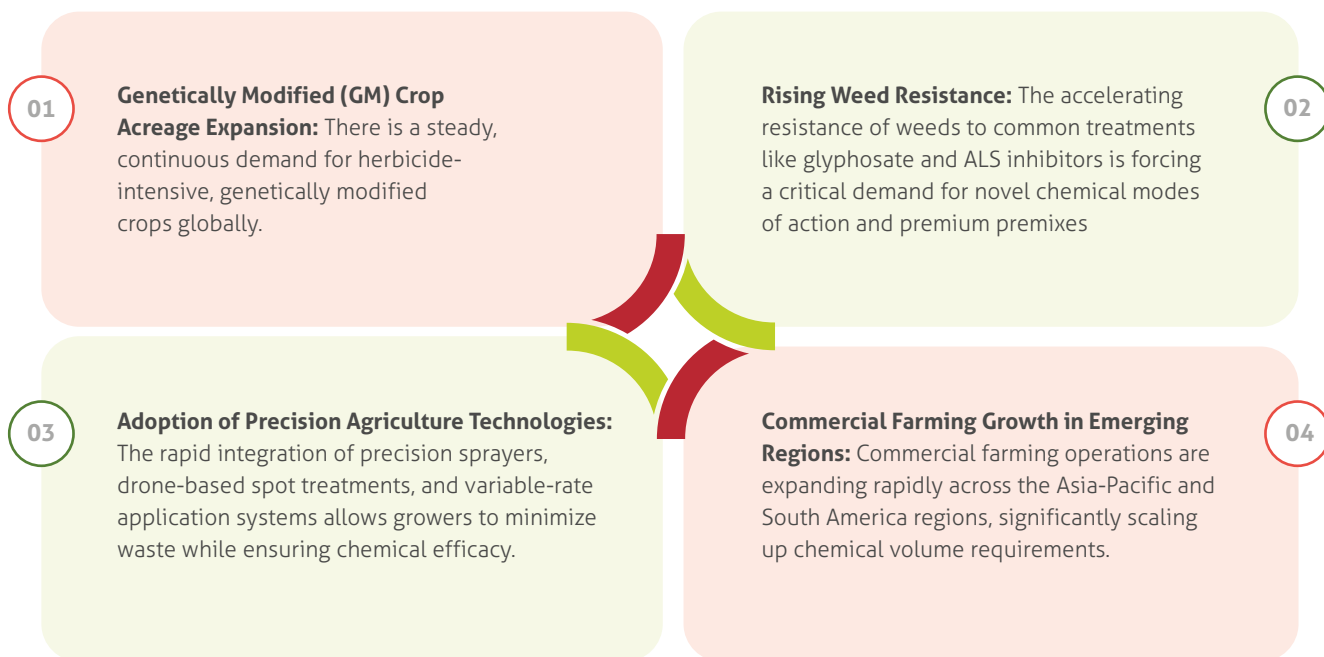 01
Genetically Modified (GM) Crop
Acreage Expansion: There is a steady,
continuous demand for herbicide-
intensive, genetically modified
crops globally.
02
Rising Weed Resistance: The accelerating
resistance of weeds to common treatments
like glyphosate and ALS inhibitors is forcing
a critical demand for novel chemical modes
of action and premium premixes
03
Adoption of Precision Agriculture Technologies:
The rapid integration of precision sprayers,
drone-based spot treatments, and variable-rate
application systems allows growers to minimize
waste while ensuring chemical efficacy.
04
Commercial Farming Growth in Emerging
Regions: Commercial farming operations are
expanding rapidly across the Asia-Pacific and
South America regions, significantly scaling
up chemical volume requirements.